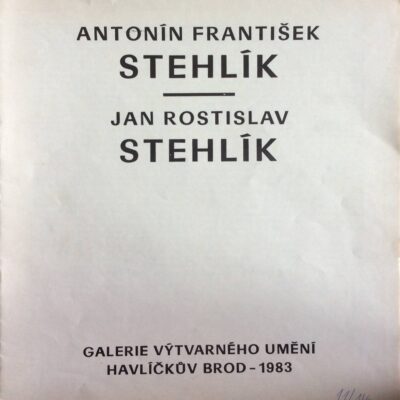 ANTONÍN FRANTIŠEK
STEHLÍK
JAN ROSTISLAV
STEHLÍK
GALERIE VÝTVARNÉHO UMĚNÍ
HAVLÍČKŮV BROD - 1983